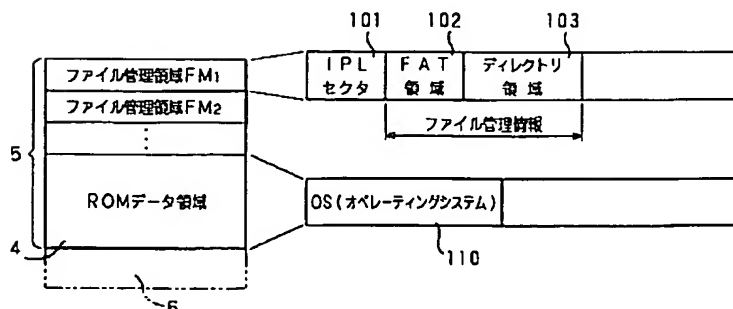 101
102
103
ファイル管理領域FM1
ファイル管理領域FM2
IPL
セクタ
FAT
領域
ディレクトリ
領域
ファイル管理情報
5
ROMデータ領域
OS(オペレーティングシステム)
4
110
6